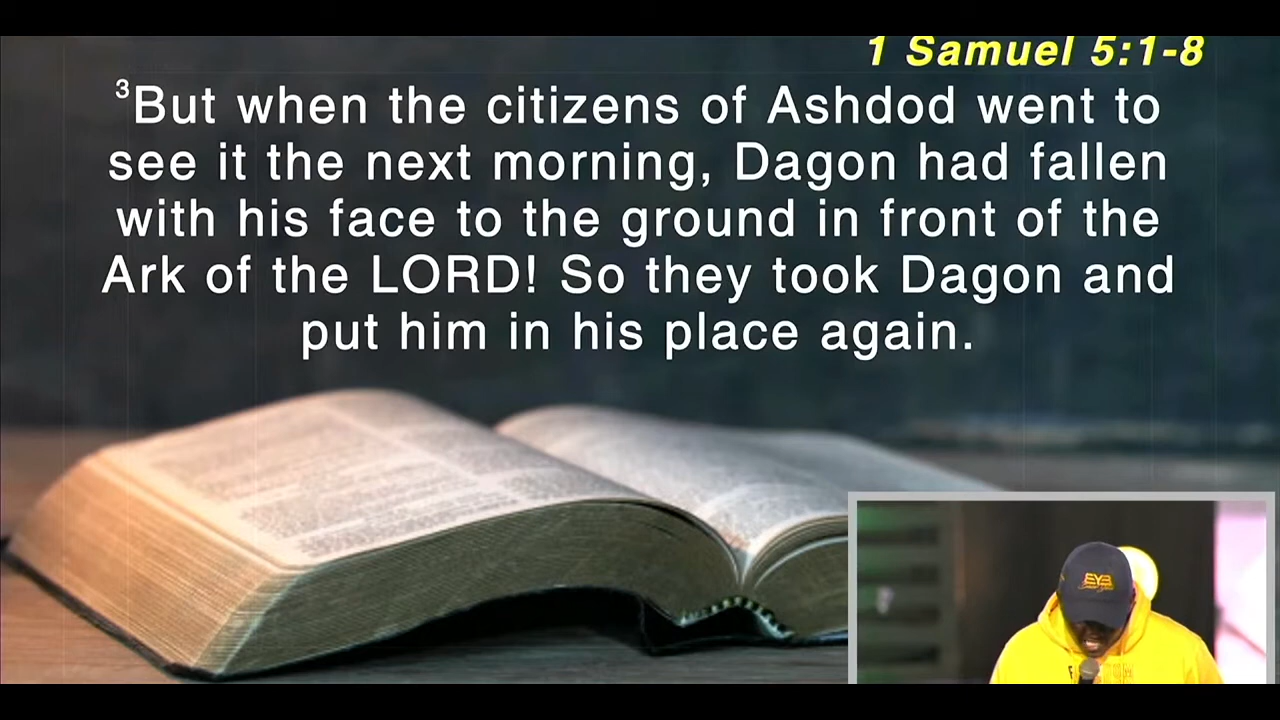 1 Samuel 5:1-8
³But when the citizens of Ashdod went to
see it the next morning, Dagon had fallen
with his face to the ground in front of the
Ark of the LORD! So they took Dagon and
put him in his place again.
EYB